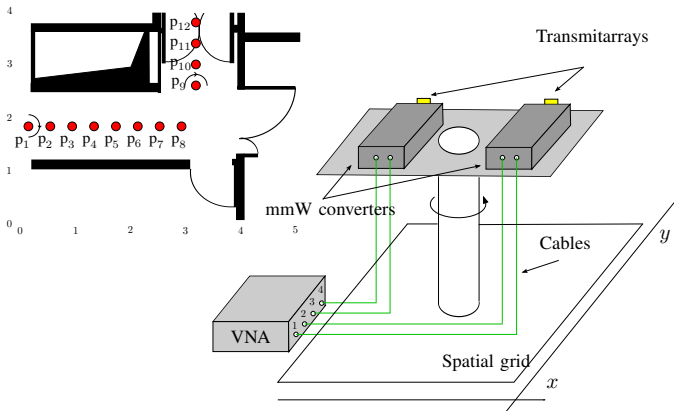 4
3
2
1
0
0
1
2
3
4
5
p12
p11
p10
p9
p1 p2 p3 p4 p5 p6 p7 p8
Transmitarrays
mmW converters
Cables
VNA
1
2
3
4
Spatial grid
x
y